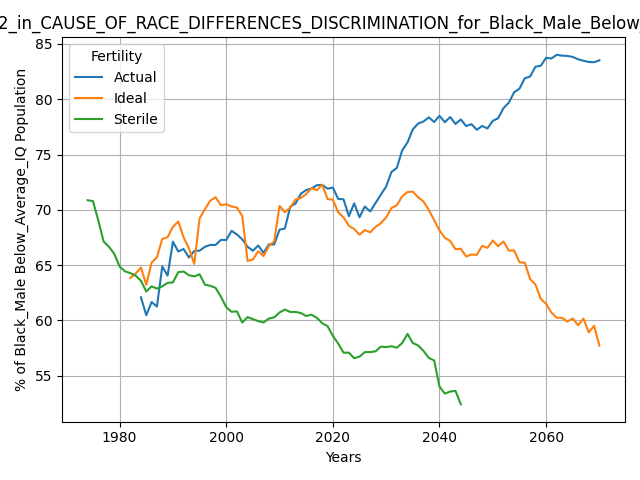 2_in_CAUSE_OF_RACE_DIFFERENCES_DISCRIMINATION_for_Black_Male_Below_
Fertility
Actual
Ideal
Sterile
% of Black_Male Below_Average_IQ Population
85
80
75
70
65
60
55
1980 2000 2020 2040 2060
Years